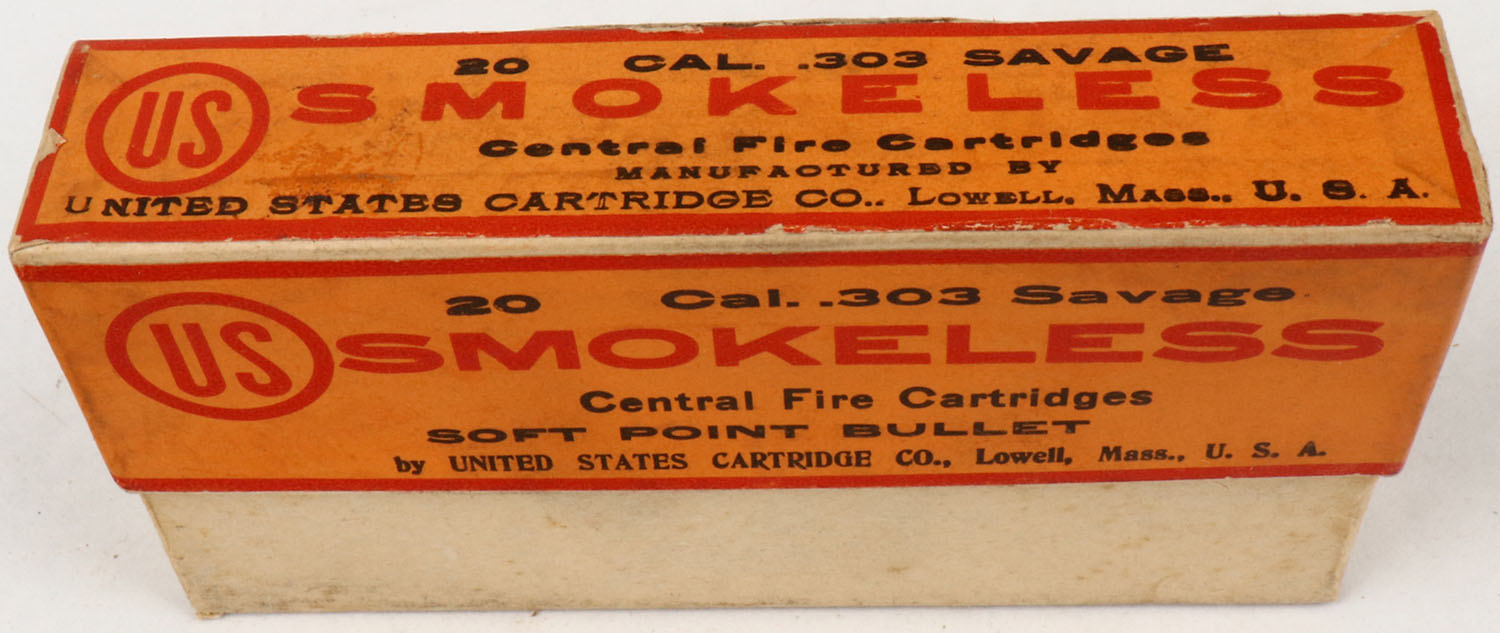 20 CAL. .303 SAVAGE
US SMOKELESS
Central Fire Cartridges
MANUFACTURED BY
UNITED STATES CARTRIDGE CO., LOWELL, MASS., U. S. A.
20 Cal. .303 Savage
US SMOKELESS
Central Fire Cartridges
SOFT POINT BULLET
by UNITED STATES CARTRIDGE CO., Lowell, Mass., U. S. A.